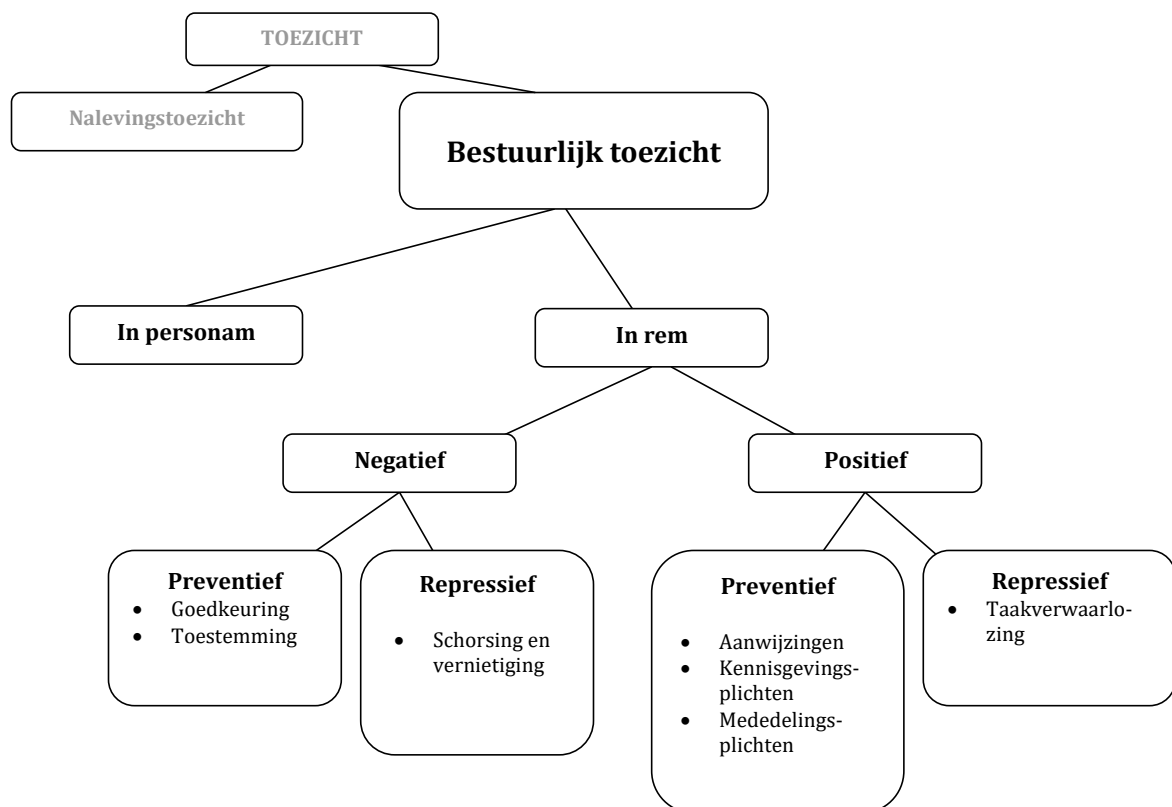 TOEZICHT
Nalevingstoezicht
Bestuurlijk toezicht
In personam
In rem
Negatief
Positief
Preventief
• Goedkeuring
• Toestemming
Repressief
• Schorsing en
vernietiging
Preventief
• Aanwijzingen
• Kennisgevings-
plichten
• Mededelings-
plichten
Repressief
• Taakverwaarlo-
zing